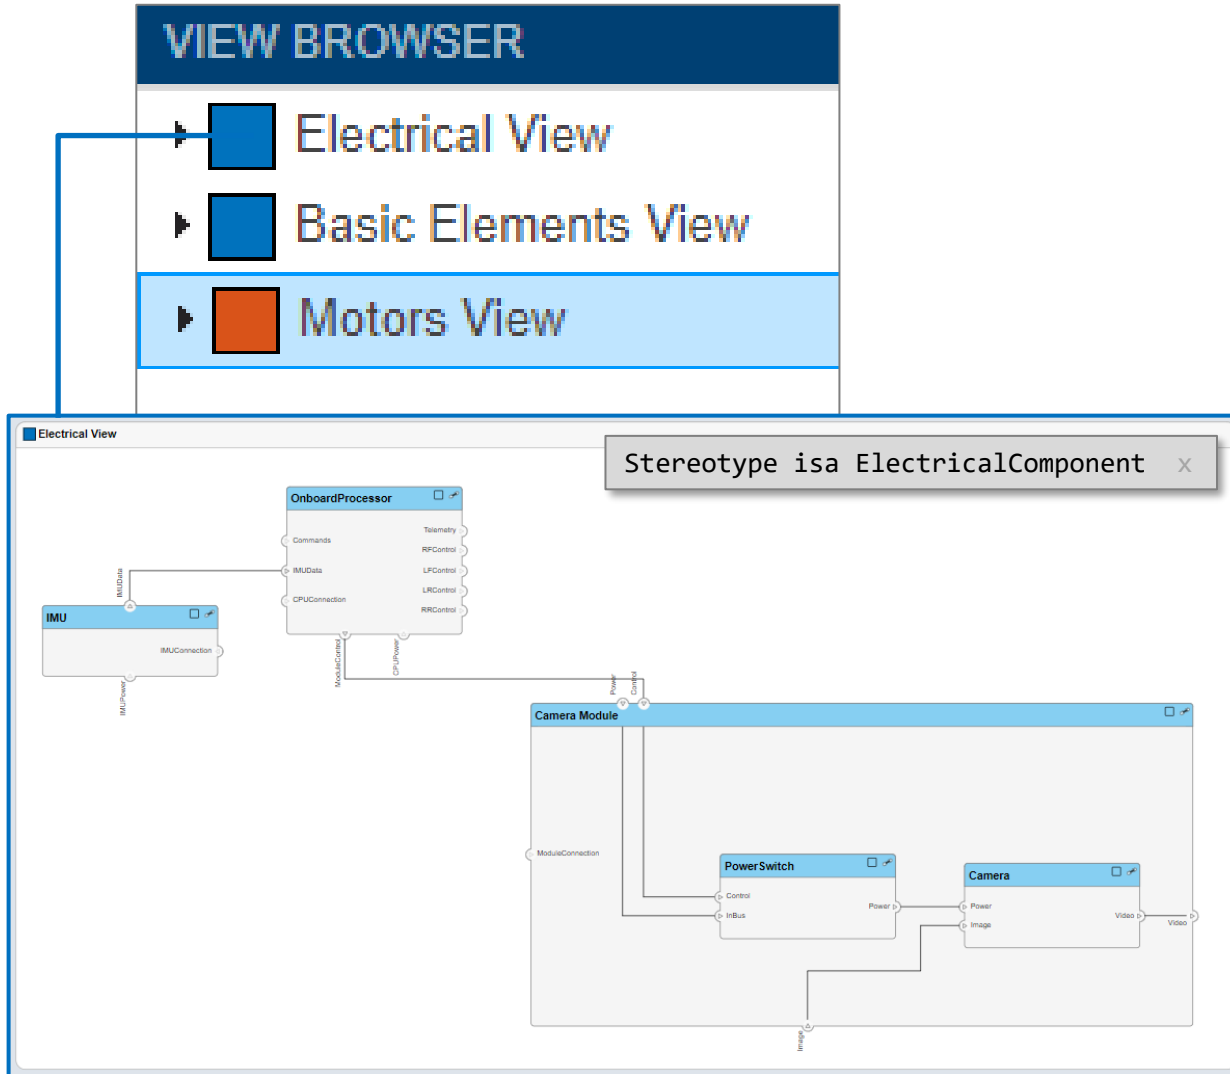 VIEW BROWSER
Electrical View
Basic Elements View
Motors View
Electrical View
Stereotype isa ElectricalComponent x
OnboardProcessor
Commands
IMUData
CPUConnection
Telemetry
RFControl
LFControl
LRControl
RRControl
ModuleControl
CPUPower
IMUData
IMU
IMUConnection
IMUPower
Power
Control
Camera Module
ModuleConnection
PowerSwitch
Control
InBus
Power
Camera
Power
Image
Video
Video
Image